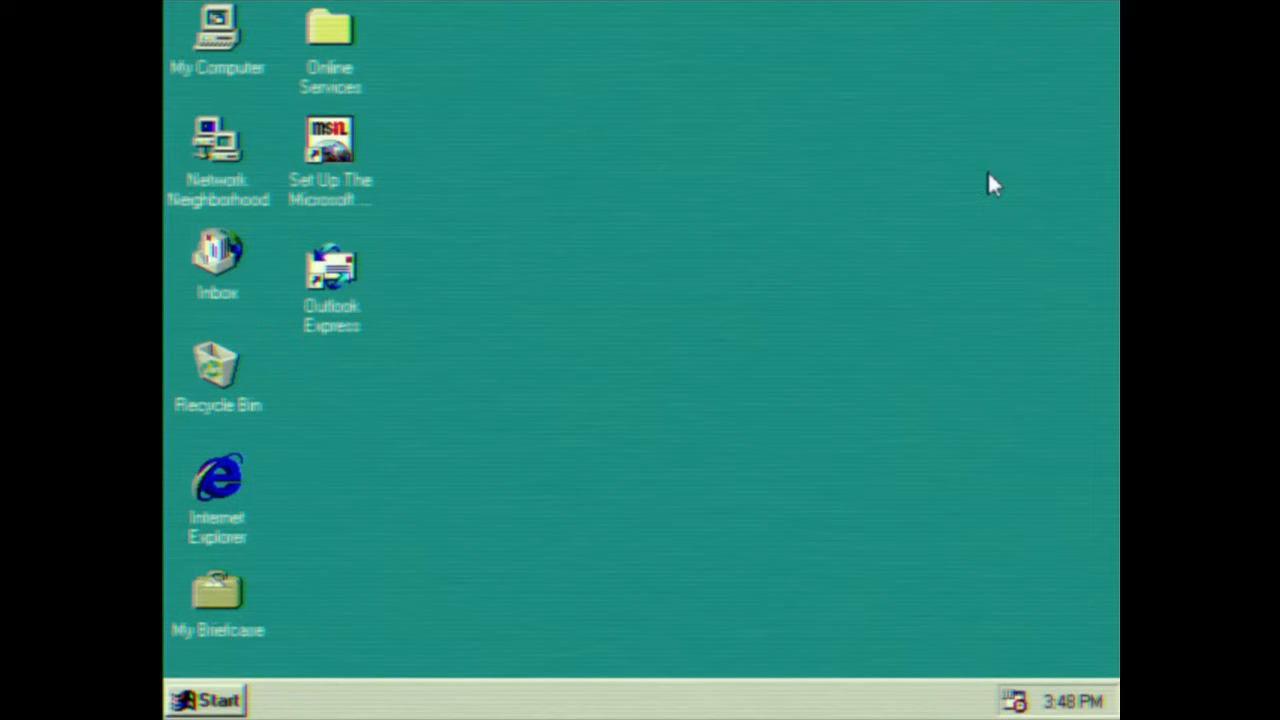 My Computer
Online
Services
msn
Network
Neighborhood
Set Up The
Microsoft ...
Inbox
Outlook
Express
Recycle Bin
Internet
Explorer
My Briefcase
Start
3:48 PM